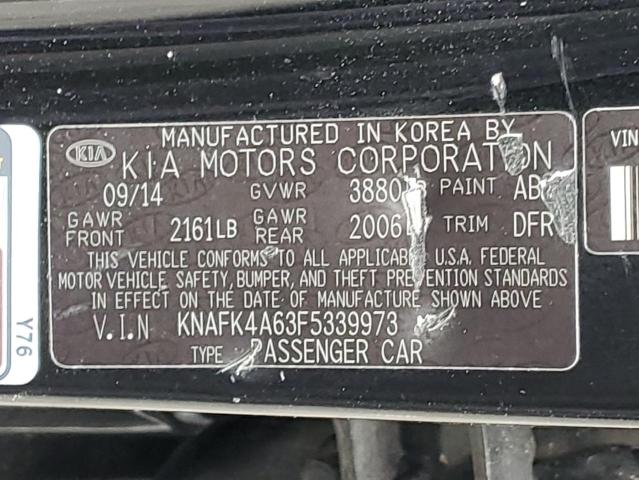 MANUFACTURED IN KOREA BY
KIA KIA MOTORS CORPORATION
09/14 GVWR PAINT
GAWR FRONT 2161LB GAWR REAR TRIM DFR
THIS VEHICLE CONFORMS TO ALL APPLICABLE U.S.A. FEDERAL
MOTOR VEHICLE SAFETY, BUMPER, AND THEFT PREVENTION STANDARDS
IN EFFECT ON THE DATE OF MANUFACTURE SHOWN ABOVE
V.I.N KNAFK4A63F5339973
TYPE : PASSENGER CAR
Y76
VIN